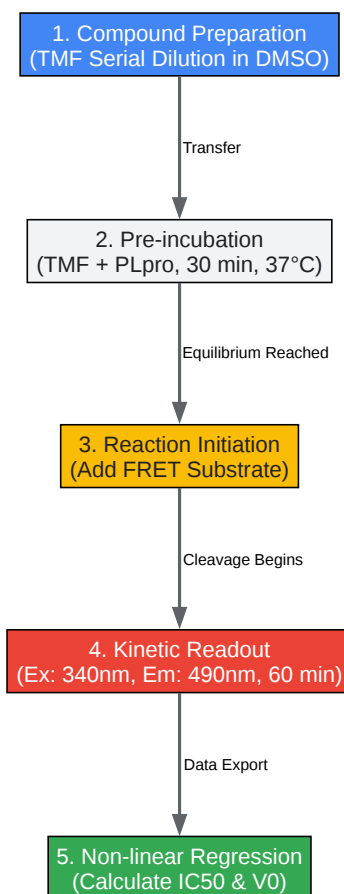 1. Compound Preparation
(TMF Serial Dilution in DMSO)
Transfer
2. Pre-incubation
(TMF + PLpro, 30 min, 37°C)
Equilibrium Reached
3. Reaction Initiation
(Add FRET Substrate)
Cleavage Begins
4. Kinetic Readout
(Ex: 340nm, Em: 490nm, 60 min)
Data Export
5. Non-linear Regression
(Calculate IC50 & V0)